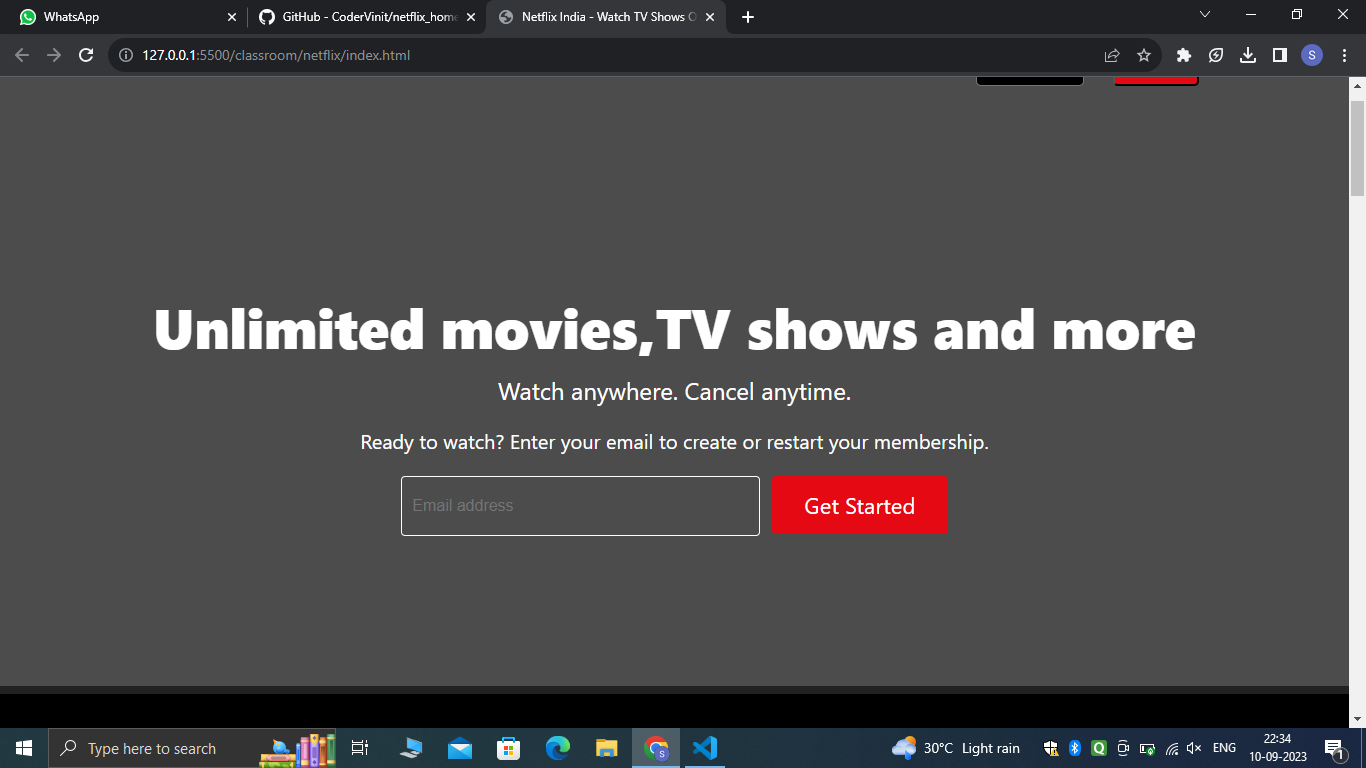 WhatsApp
GitHub - CoderVinit/netflix_home
Netflix India - Watch TV Shows O
127.0.0.1:5500/classroom/netflix/index.html
S
Unlimited movies,TV shows and more
Watch anywhere. Cancel anytime.
Ready to watch? Enter your email to create or restart your membership.
Email address
Get Started
Type here to search
30°C Light rain
ENG
22:34
10-09-2023
1